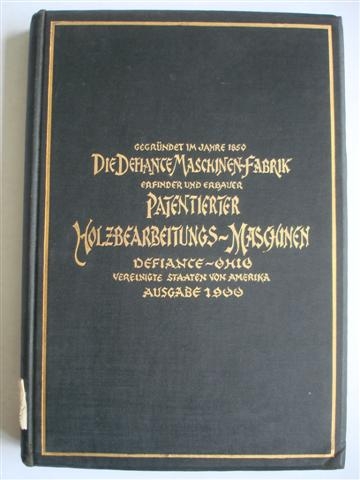 GEGRÜNDET IM JAHRE 1850
DIE DEFIANCE MASCHINEN-FABRIK
ERFINDER UND ERBAUER
PATENTIERTER
HOLZBEARBEITUNGS-MASCHINEN
DEFIANCE-OHIO
VEREINIGTE STAATEN VON AMERIKA
AUSGABE 1900